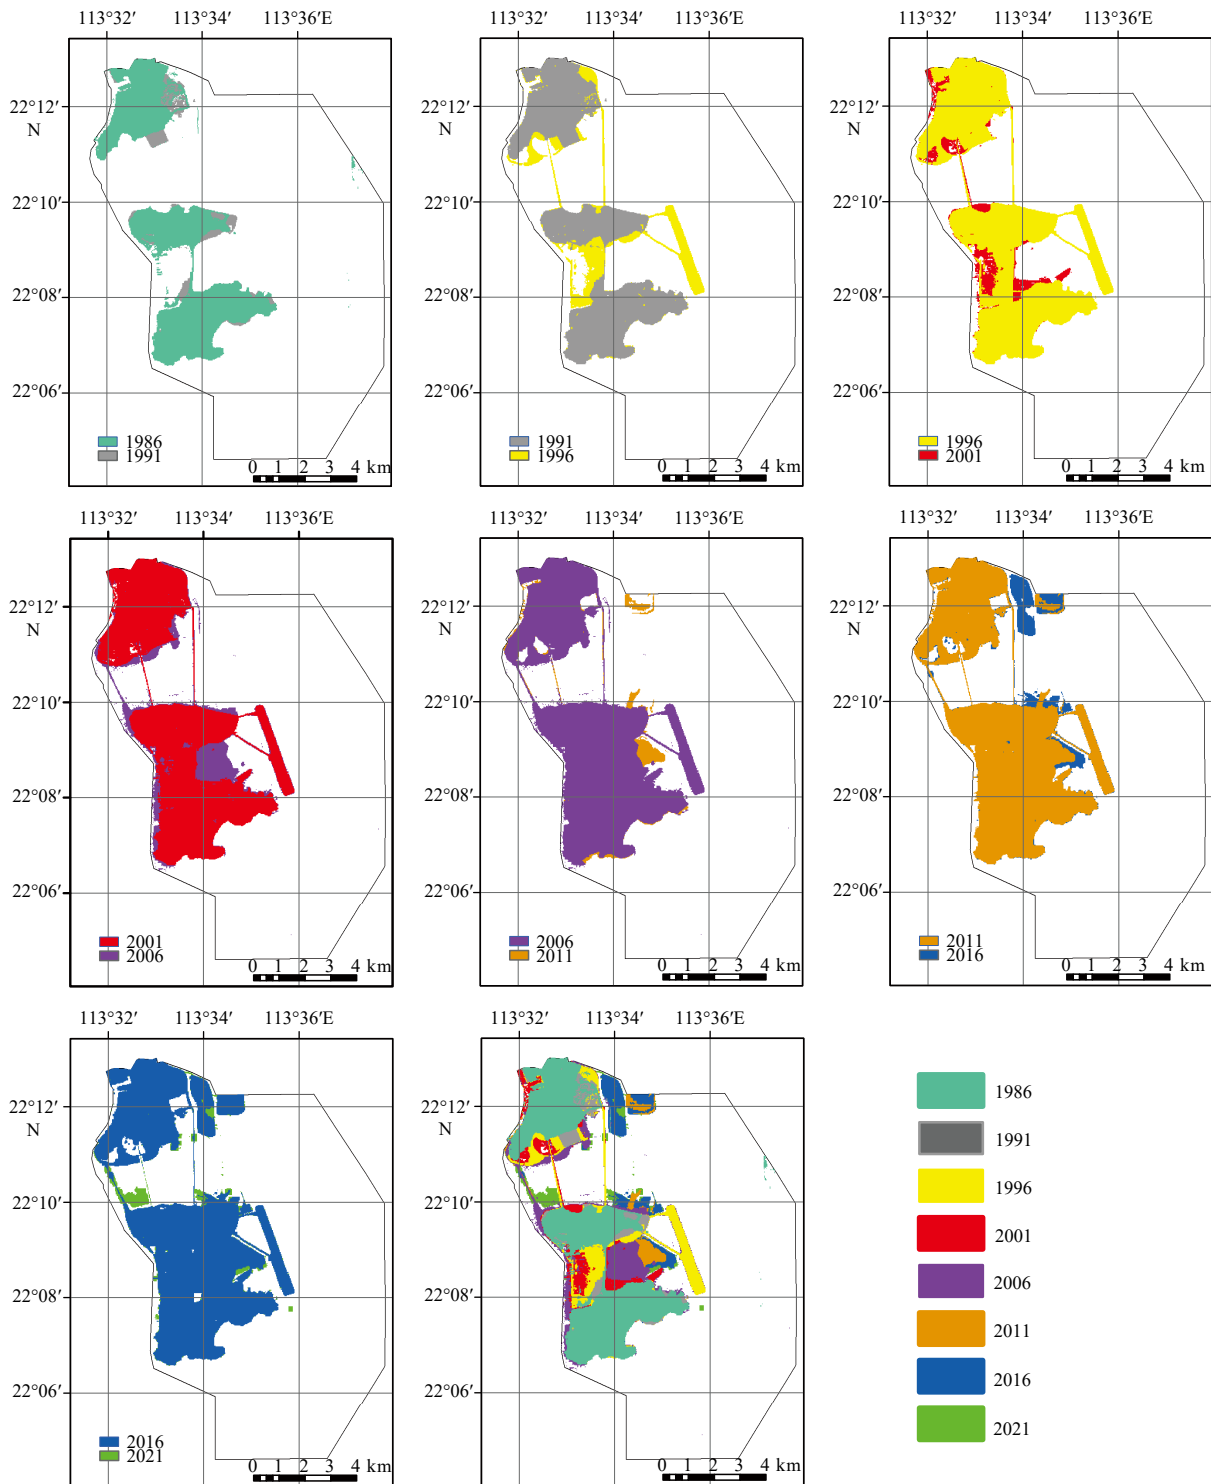 113°32′ 113°34′ 113°36′E 113°32′ 113°34′ 113°36′E 113°32′ 113°34′ 113°36′E
22°12′ 22°12′ 22°12′
N N N
22°10′ 22°10′ 22°10′
22°08′ 22°08′ 22°08′
22°06′ 22°06′ 22°06′
1986 1991 1996
1991 1996 2001
0 1 2 3 4 km 0 1 2 3 4 km 0 1 2 3 4 km
113°32′ 113°34′ 113°36′E 113°32′ 113°34′ 113°36′E 113°32′ 113°34′ 113°36′E
22°12′ 22°12′ 22°12′
N N N
22°10′ 22°10′ 22°10′
22°08′ 22°08′ 22°08′
22°06′ 22°06′ 22°06′
2001 2006 2011
2006 2011 2016
0 1 2 3 4 km 0 1 2 3 4 km 0 1 2 3 4 km
113°32′ 113°34′ 113°36′E 113°32′ 113°34′ 113°36′E
22°12′ 22°12′
N N
22°10′ 22°10′
22°08′ 22°08′
22°06′ 22°06′
2016
2021
0 1 2 3 4 km 0 1 2 3 4 km
1986
1991
1996
2001
2006
2011
2016
2021